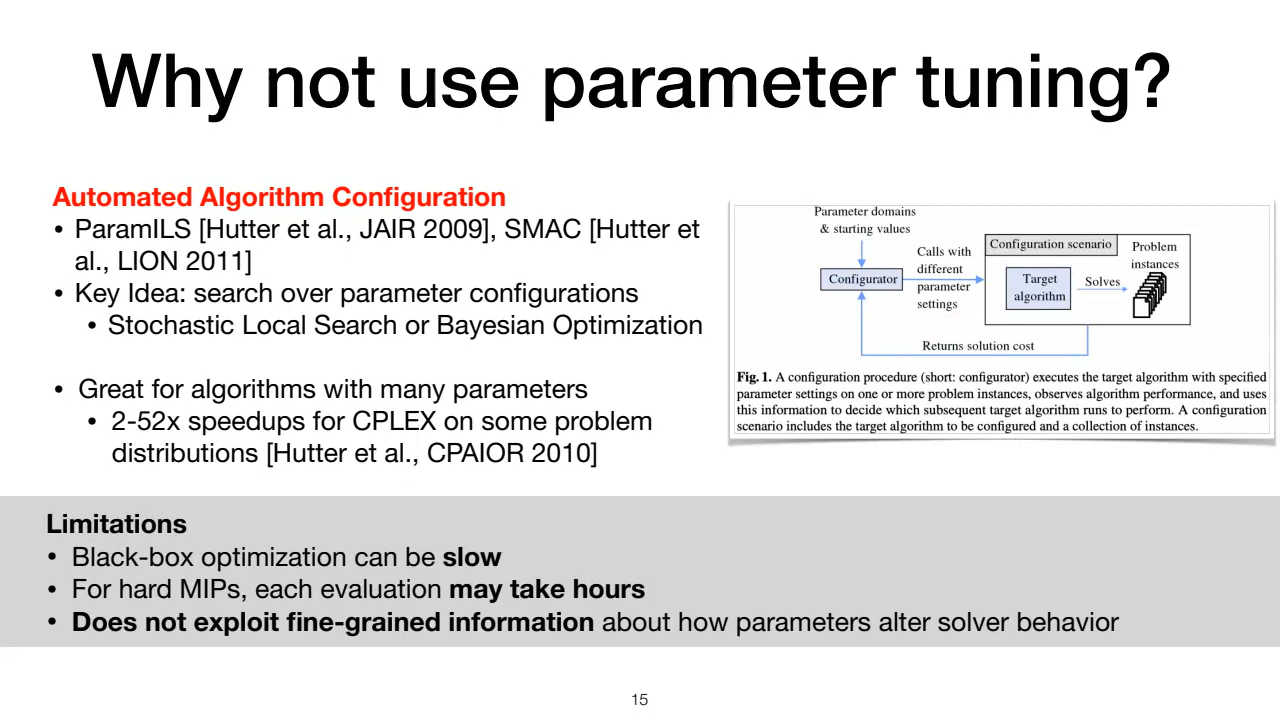 Why not use parameter tuning?
Automated Algorithm Configuration
• ParamILS [Hutter et al., JAIR 2009], SMAC [Hutter et
al., LION 2011]
• Key Idea: search over parameter configurations
• Stochastic Local Search or Bayesian Optimization
• Great for algorithms with many parameters
• 2-52x speedups for CPLEX on some problem
distributions [Hutter et al., CPAIOR 2010]
Parameter domains
& starting values
Configurator
Calls with
different
parameter
settings
Configuration scenario
Target
algorithm
Solves
Problem
instances
Returns solution cost
Fig. 1. A configuration procedure (short: configurator) executes the target algorithm with specified
parameter settings on one or more problem instances, observes algorithm performance, and uses
this information to decide which subsequent target algorithm runs to perform. A configuration
scenario includes the target algorithm to be configured and a collection of instances.
Limitations
• Black-box optimization can be slow
• For hard MIPs, each evaluation may take hours
• Does not exploit fine-grained information about how parameters alter solver behavior
15